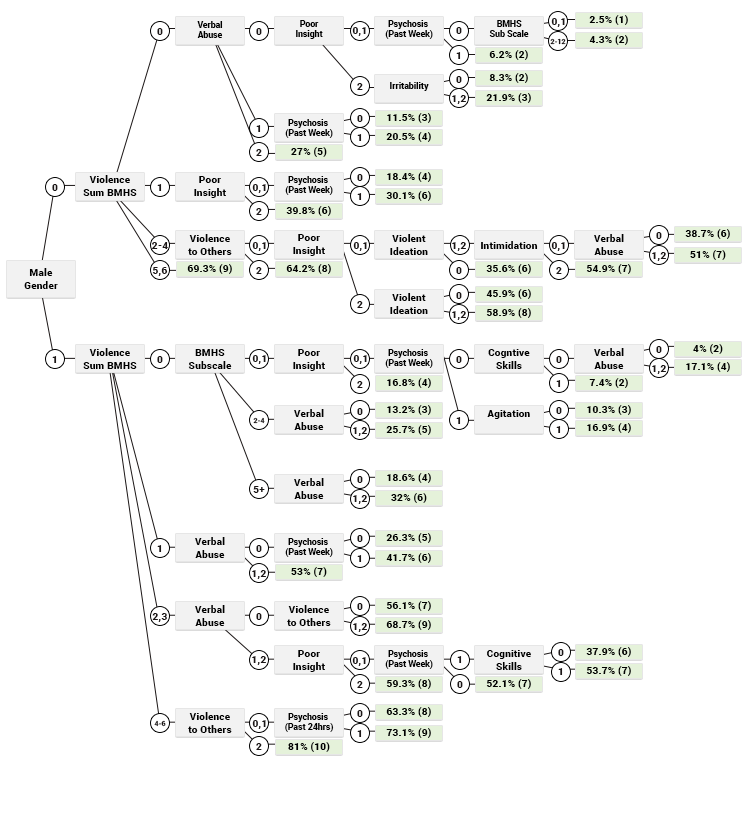 0
Verbal
Abuse
0
Poor
Insight
0,1
Psychosis
(Past Week)
0
BMHS
Sub Scale
0,1
2.5% (1)
2-12
4.3% (2)
1
6.2% (2)
2
Irritability
0
8.3% (2)
1,2
21.9% (3)
1
Psychosis
(Past Week)
0
11.5% (3)
1
20.5% (4)
2
27% (5)
0
Violence
Sum BMHS
1
Poor
Insight
0,1
Psychosis
(Past Week)
0
18.4% (4)
1
30.1% (6)
2
39.8% (6)
2-4
Violence
to Others
0,1
Poor
Insight
0,1
Violent
Ideation
1,2
Intimidation
0,1
Verbal
Abuse
0
38.7% (6)
1,2
51% (7)
5,6
69.3% (9)
2
64.2% (8)
0
35.6% (6)
2
54.9% (7)
Male
Gender
2
Violent
Ideation
0
45.9% (6)
1,2
58.9% (8)
1
Violence
Sum BMHS
0
BMHS
Subscale
0,1
Poor
Insight
0,1
Psychosis
(Past Week)
0
Cogntive
Skills
0
Verbal
Abuse
0
4% (2)
1,2
17.1% (4)
2
16.8% (4)
1
7.4% (2)
2-4
Verbal
Abuse
0
13.2% (3)
1,2
25.7% (5)
1
Agitation
0
10.3% (3)
1
16.9% (4)
5+
Verbal
Abuse
0
18.6% (4)
1,2
32% (6)
1
Verbal
Abuse
0
Psychosis
(Past Week)
0
26.3% (5)
1
41.7% (6)
1,2
53% (7)
2,3
Verbal
Abuse
0
Violence
to Others
0
56.1% (7)
1,2
68.7% (9)
1,2
Poor
Insight
0,1
Psychosis
(Past Week)
1
Cognitive
Skills
0
37.9% (6)
1
53.7% (7)
2
59.3% (8)
0
52.1% (7)
4-6
Violence
to Others
0,1
Psychosis
(Past 24hrs)
0
63.3% (8)
1
73.1% (9)
2
81% (10)